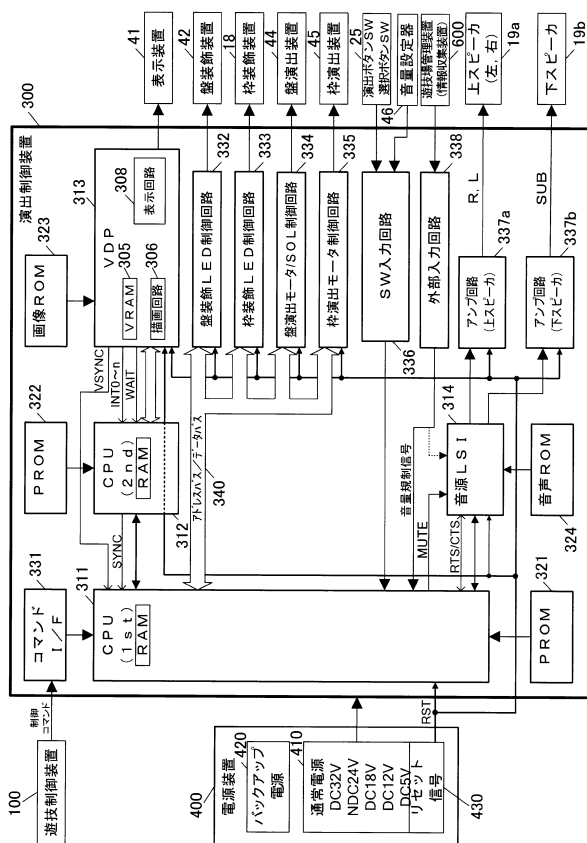 300
演出制御装置
100
遊技制御装置
制御
コマンド
331
コマンド
I/F
322
PROM
323
画像ROM
311
CPU
(1st)
RAM
SYNC
312
CPU
(2nd)
RAM
VSYNC
INT0～n
WAIT
313
VDP
305
VRAM
306
描画回路
308
表示回路
41
表示装置
アドレスバス／データバス
340
盤装飾LED制御回路
332
42
盤装飾装置
枠装飾LED制御回路
333
18
枠装飾装置
盤演出モータ/SOL制御回路
334
44
盤演出装置
枠演出モータ制御回路
335
45
枠演出装置
SW入力回路
336
25
演出ボタンSW
選択ボタンSW
46
音量設定器
外部入力回路
338
遊技場管理装置
(情報収集装置)
600
音量規制信号
MUTE
RTS/CTS
314
音源LSI
音声ROM
324
アンプ回路
(上スピーカ)
337a
R, L
上スピーカ
(左, 右)
19a
アンプ回路
(下スピーカ)
337b
SUB
下スピーカ
19b
321
PROM
400
電源装置
420
バックアップ
電源
410
通常電源
DC32V
NDC24V
DC18V
DC12V
DC5V
リセット
信号
430
RST